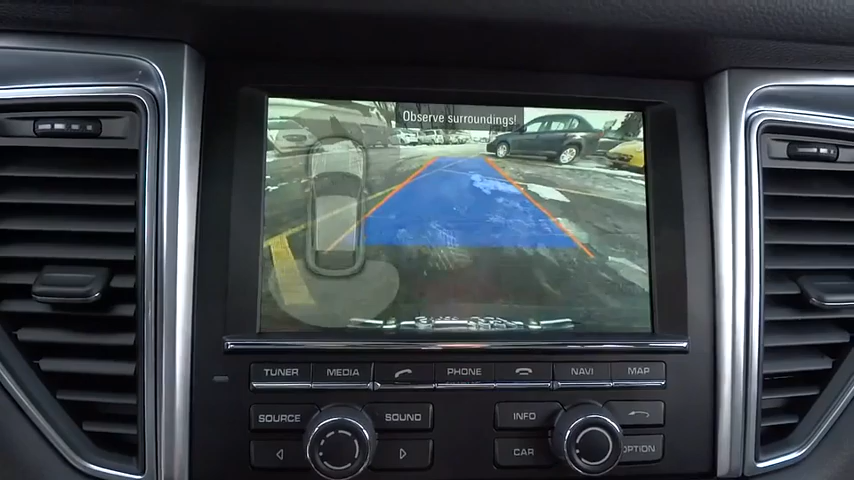 Observe surroundings!
TUNER MEDIA PHONE NAVI MAP
SOURCE SOUND INFO
CAR OPTION